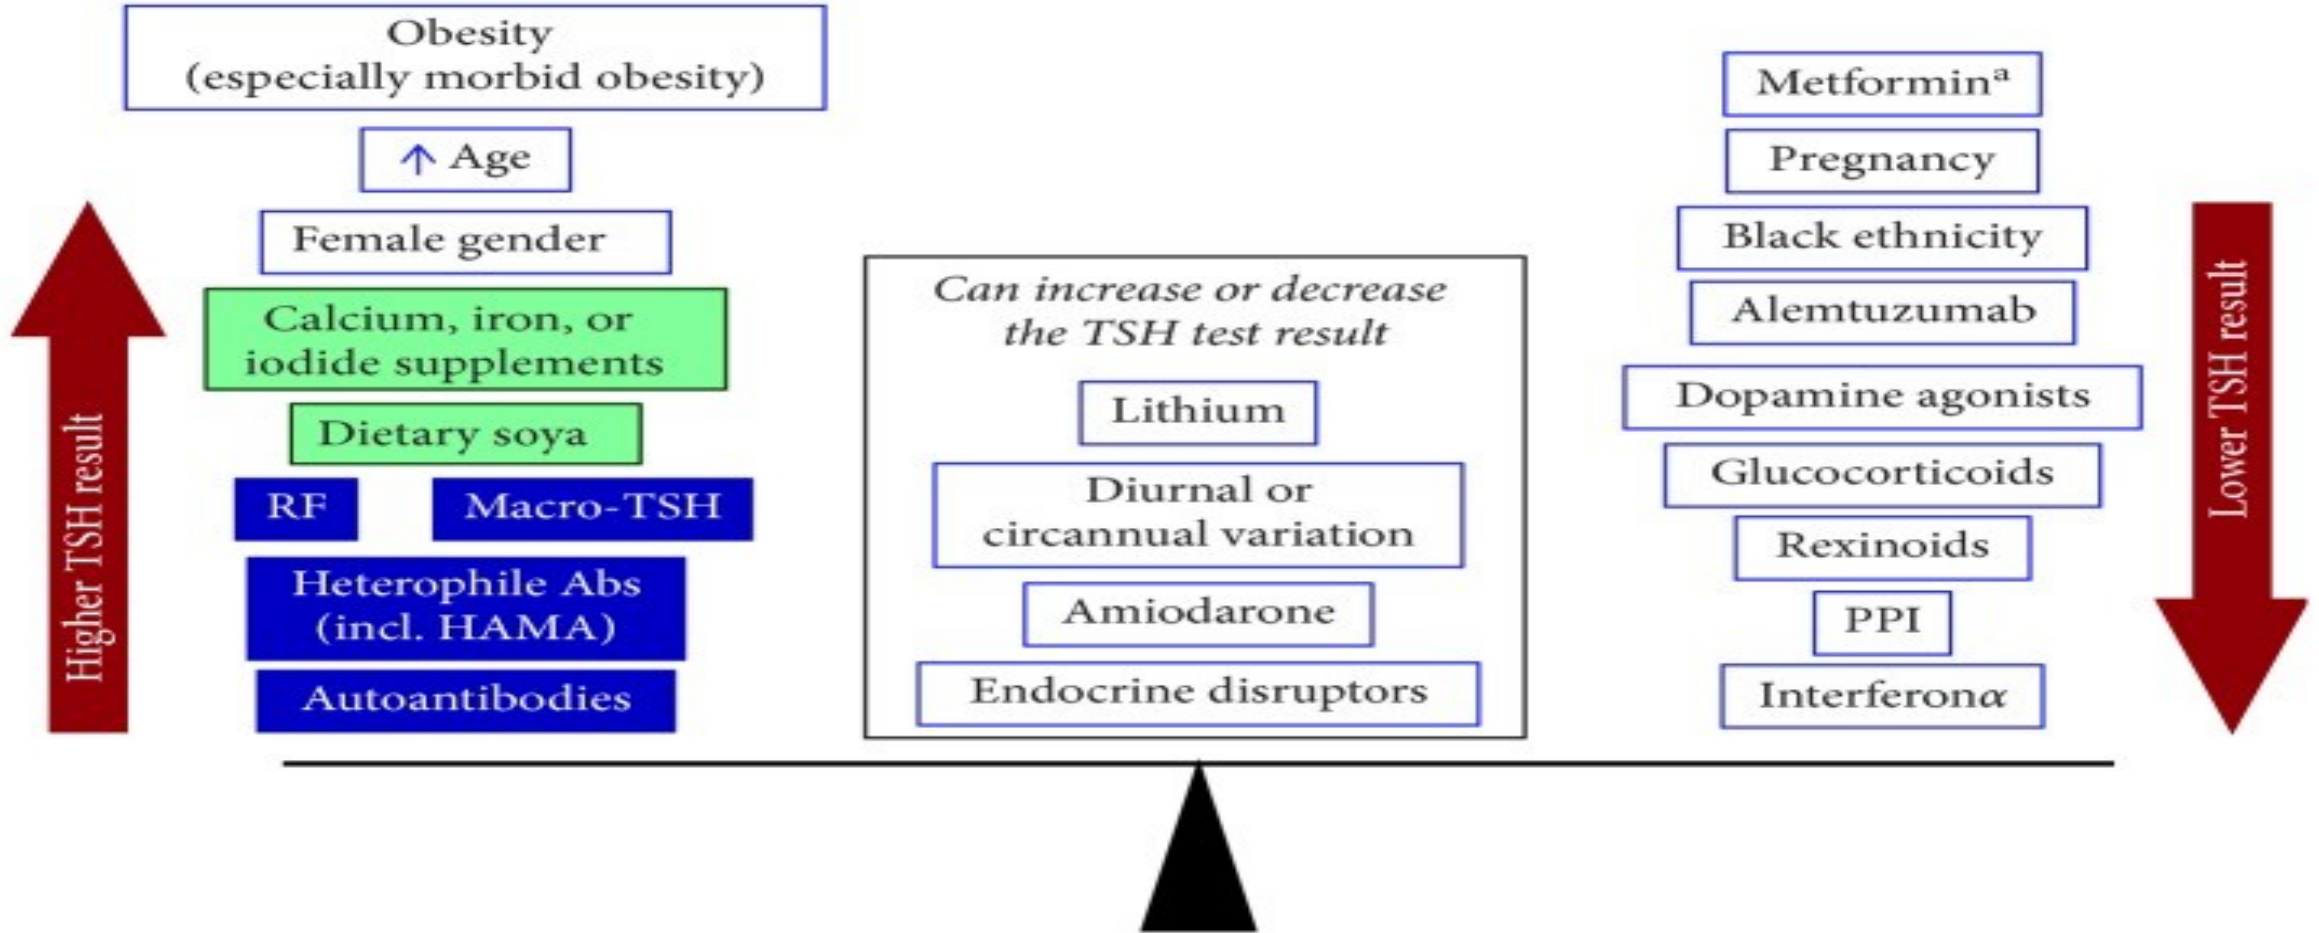 Obesity
(especially morbid obesity)
↑ Age
Female gender
Calcium, iron, or
iodide supplements
Dietary soya
RF
Macro-TSH
Heterophile Abs
(incl. HAMA)
Autoantibodies
Higher TSH result
Can increase or decrease
the TSH test result
Lithium
Diurnal or
circannual variation
Amiodarone
Endocrine disruptors
Metforminᵃ
Pregnancy
Black ethnicity
Alemtuzumab
Dopamine agonists
Glucocorticoids
Rexinoids
PPI
Interferonα
Lower TSH result